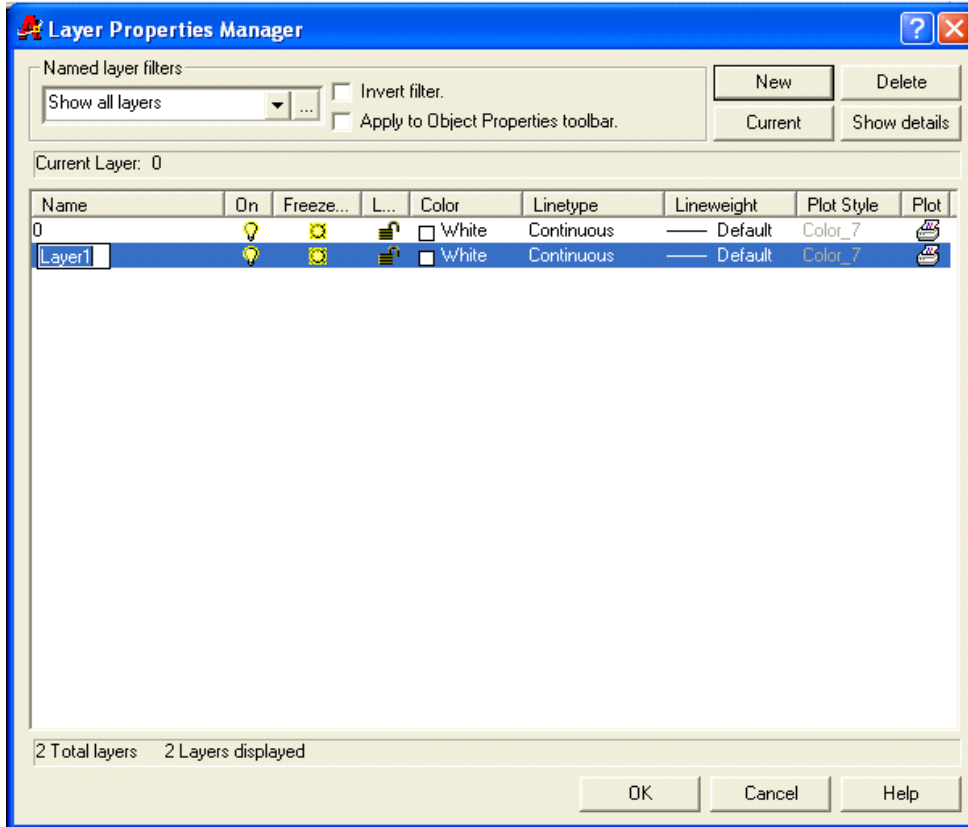 Layer Properties Manager
Named layer filters
Show all layers
...
Invert filter.
Apply to Object Properties toolbar.
New
Delete
Current
Show details
Current Layer: 0
Name On Freeze... L... Color Linetype Lineweight Plot Style Plot
0 White Continuous Default Color_7
Layer1 White Continuous Default Color_7
2 Total layers 2 Layers displayed
OK Cancel Help